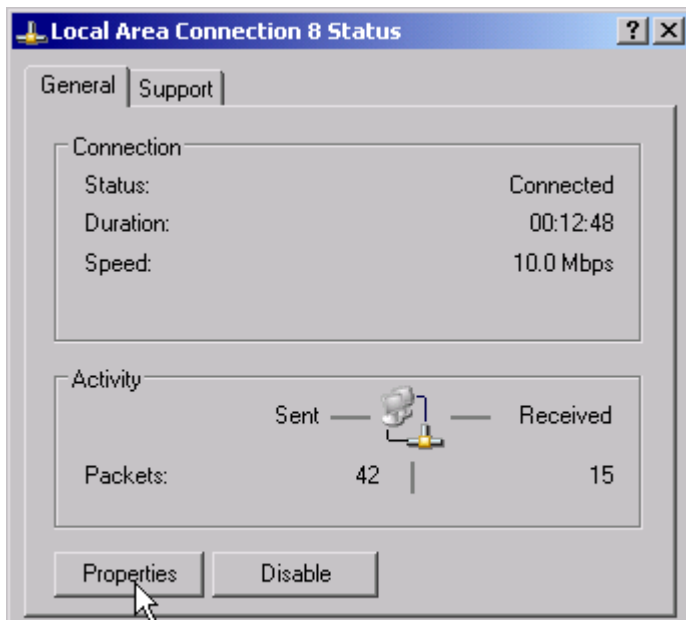 Local Area Connection 8 Status
General Support
Connection
Status: Connected
Duration: 00:12:48
Speed: 10.0 Mbps
Activity
Sent Received
Packets: 42 15
Properties Disable